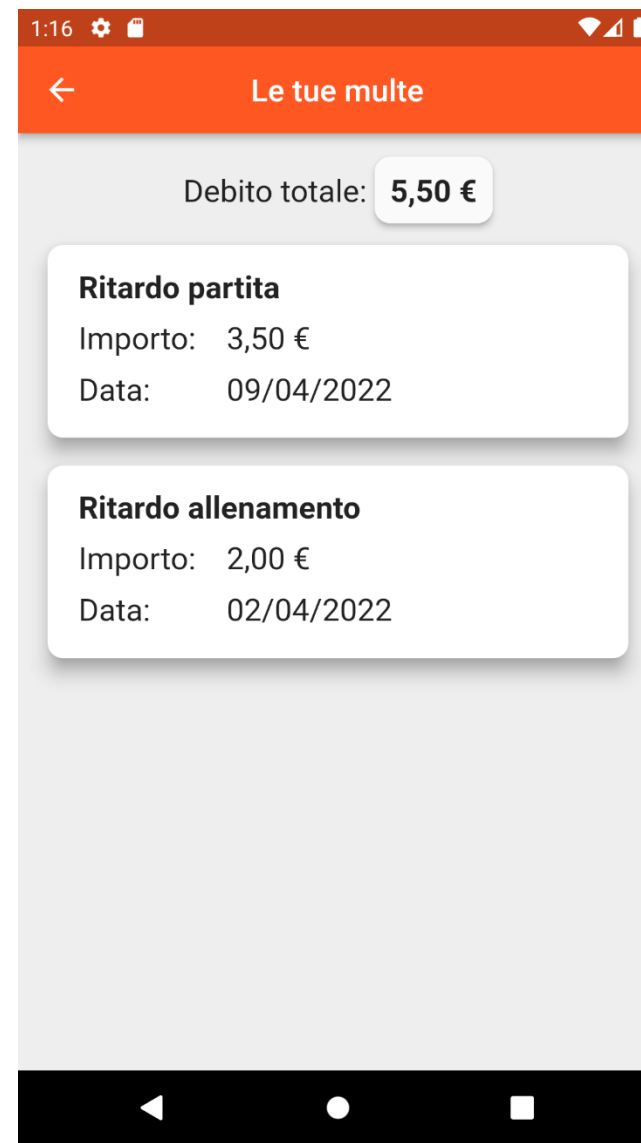 1:16
Le tue multe
Debito totale: 5,50 €
Ritardo partita
Importo: 3,50 €
Data: 09/04/2022
Ritardo allenamento
Importo: 2,00 €
Data: 02/04/2022